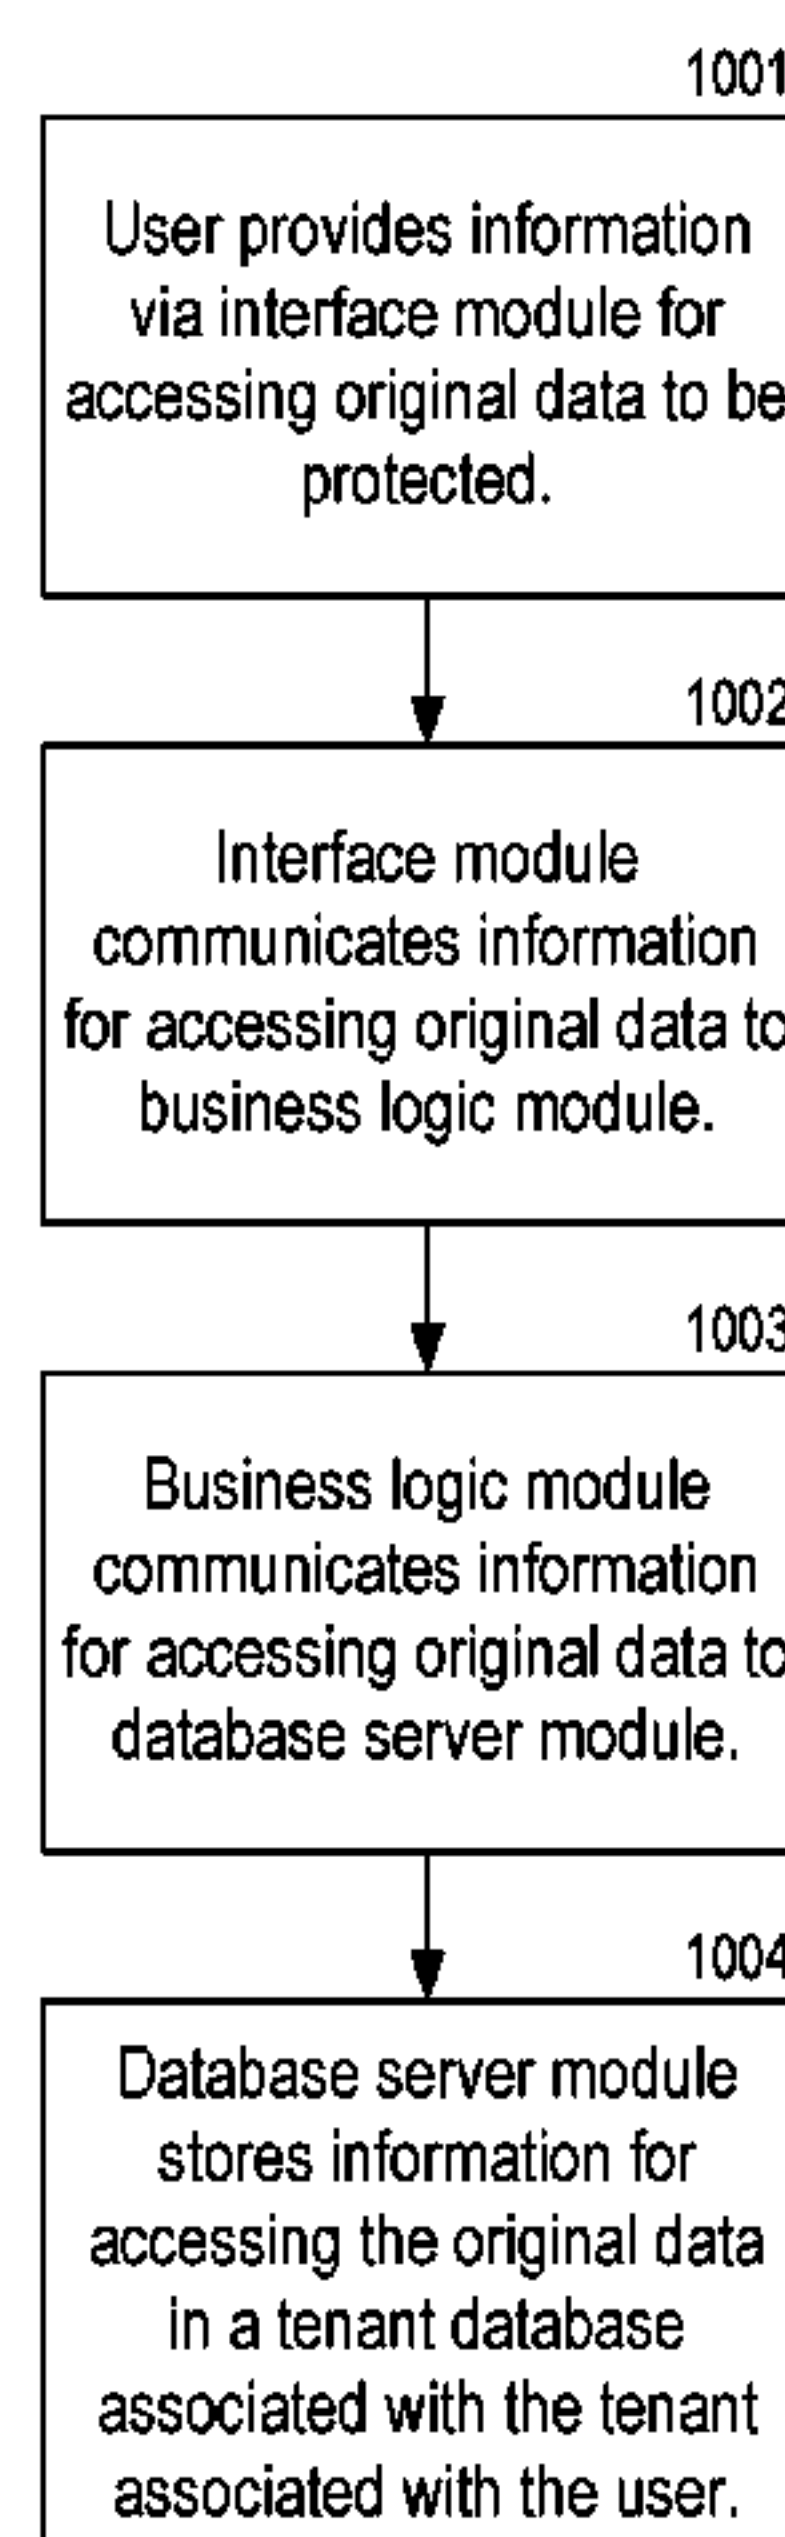 1001
User provides information
via interface module for
accessing original data to be
protected.
1002
Interface module
communicates information
for accessing original data to
business logic module.
1003
Business logic module
communicates information
for accessing original data to
database server module.
1004
Database server module
stores information for
accessing the original data
in a tenant database
associated with the tenant
associated with the user.